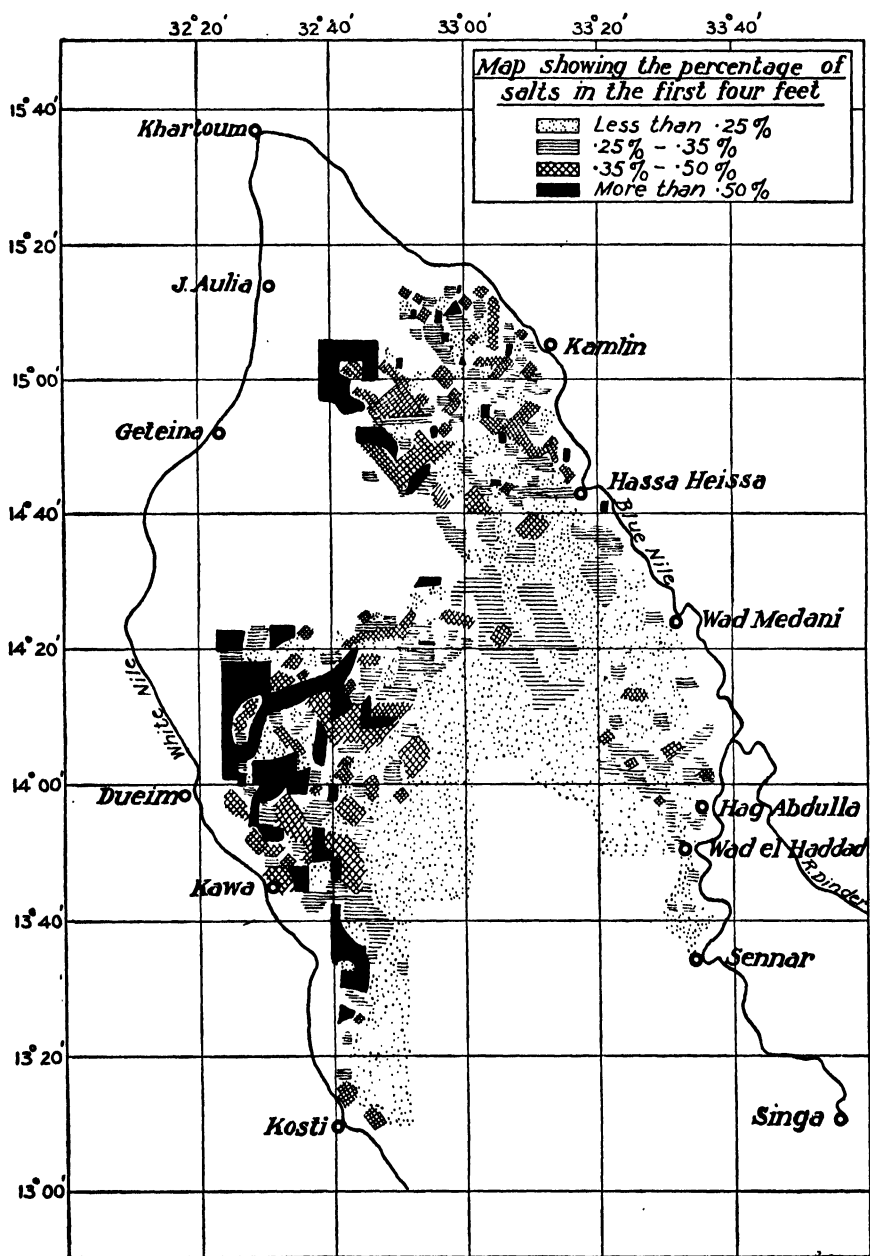 32°20' 32°40' 33°00' 33°20' 33°40'
Map showing the percentage of
salts in the first four feet
Less than ·25%
·25% - ·35%
·35% - ·50%
More than ·50%
15°40'
Khartoum
15°20'
J. Aulia
Kamlin
15°00'
Geteina
Hassa Heissa
14°40'
Blue Nile
Wad Medani
14°20'
White Nile
14°00'
Dueim
Hag Abdulla
Wad el Haddad
R. Dinder
Kawa
13°40'
Sennar
13°20'
Kosti
Singa
13°00'